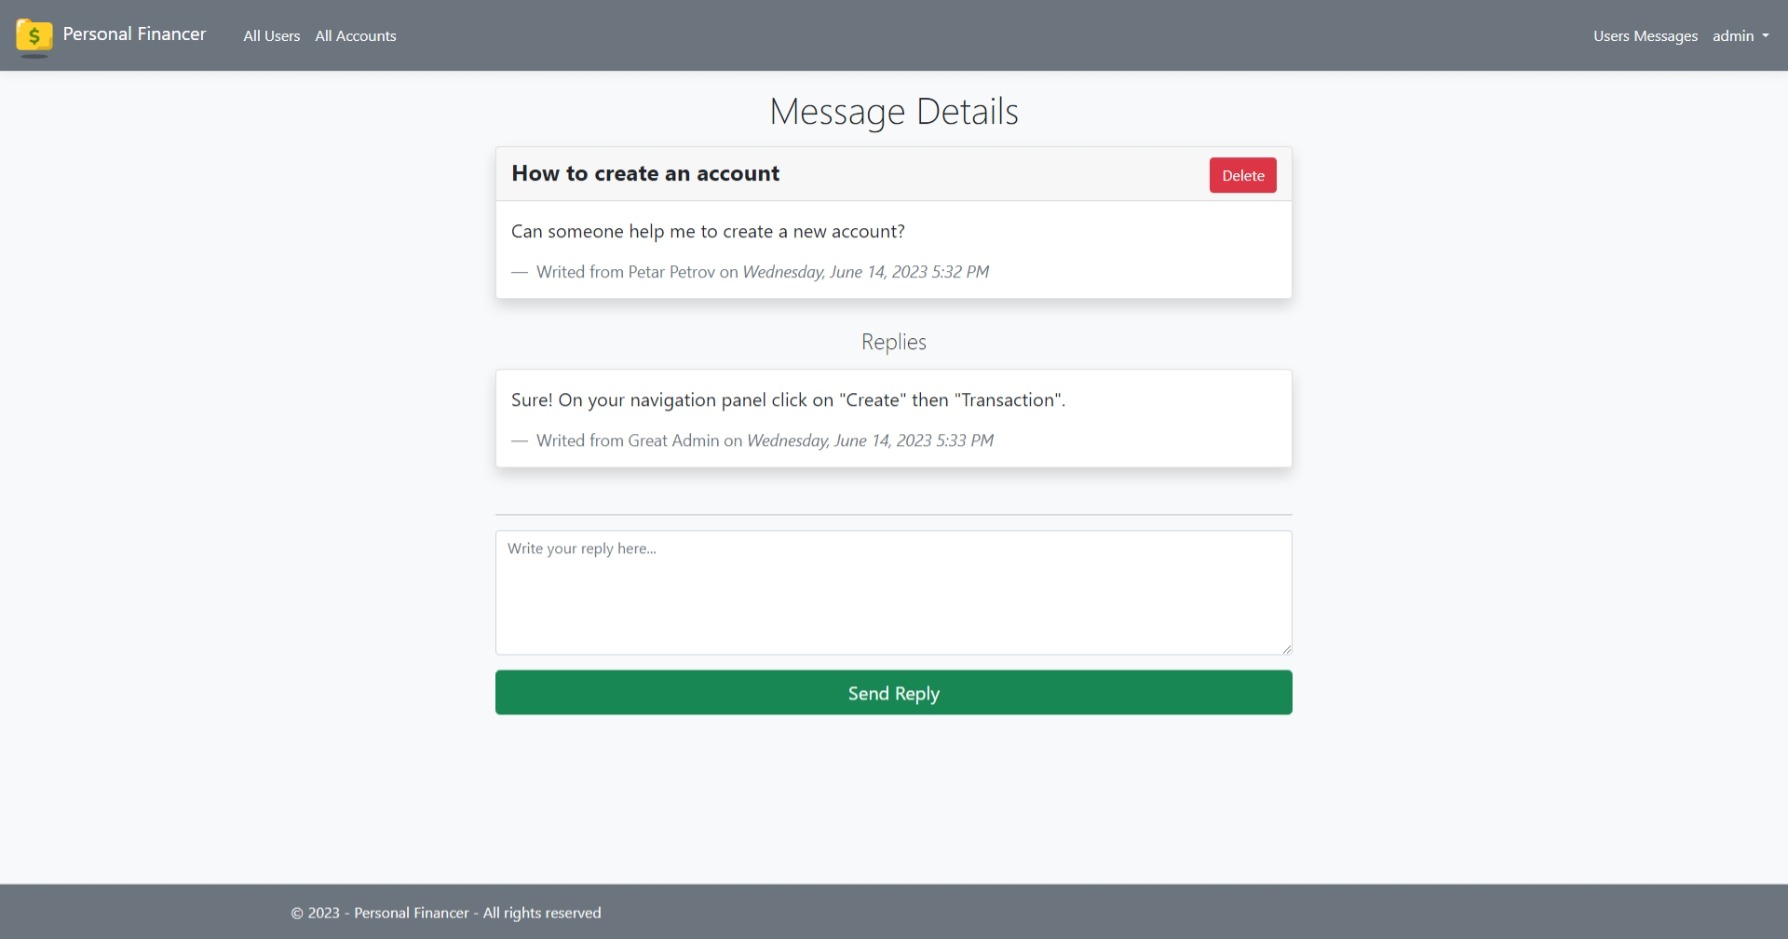 $
Personal Financer
All Users
All Accounts
Users Messages
admin
Message Details
How to create an account
Delete
Can someone help me to create a new account?
— Writed from Petar Petrov on Wednesday, June 14, 2023 5:32 PM
Replies
Sure! On your navigation panel click on "Create" then "Transaction".
— Writed from Great Admin on Wednesday, June 14, 2023 5:33 PM
Write your reply here...
Send Reply
© 2023 - Personal Financer - All rights reserved